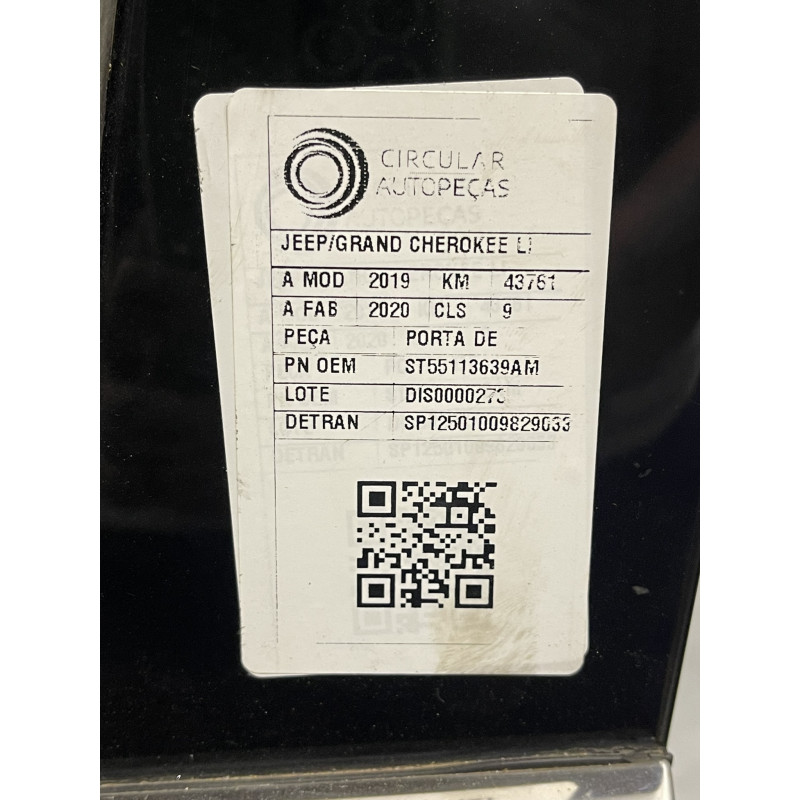 CIRCULAR
AUTOPEÇAS
JEEP/GRAND CHEROKEE LI
A MOD 2019 KM 43761
A FAB 2020 CLS 9
PEÇA PORTA DE
PN OEM ST55113639AM
LOTE DIS0000273
DETRAN SP12501009829033